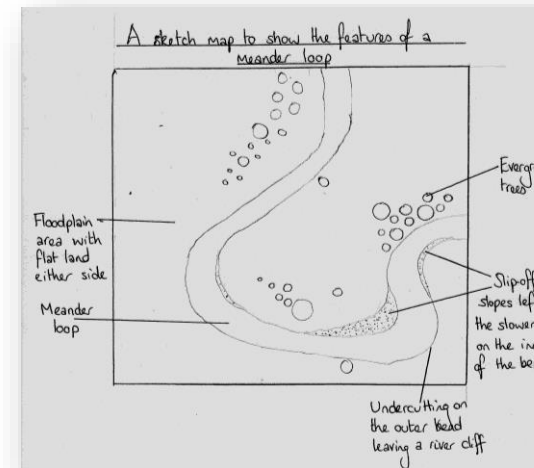 A sketch map to show the features of a
meander loop
Evergr
trees
Floodplain
area with
flat land
either side
Slip-off
slopes lef
the slower
on the in
of the be
Meander
loop
Undercutting on
the outer bend
leaving a river cliff